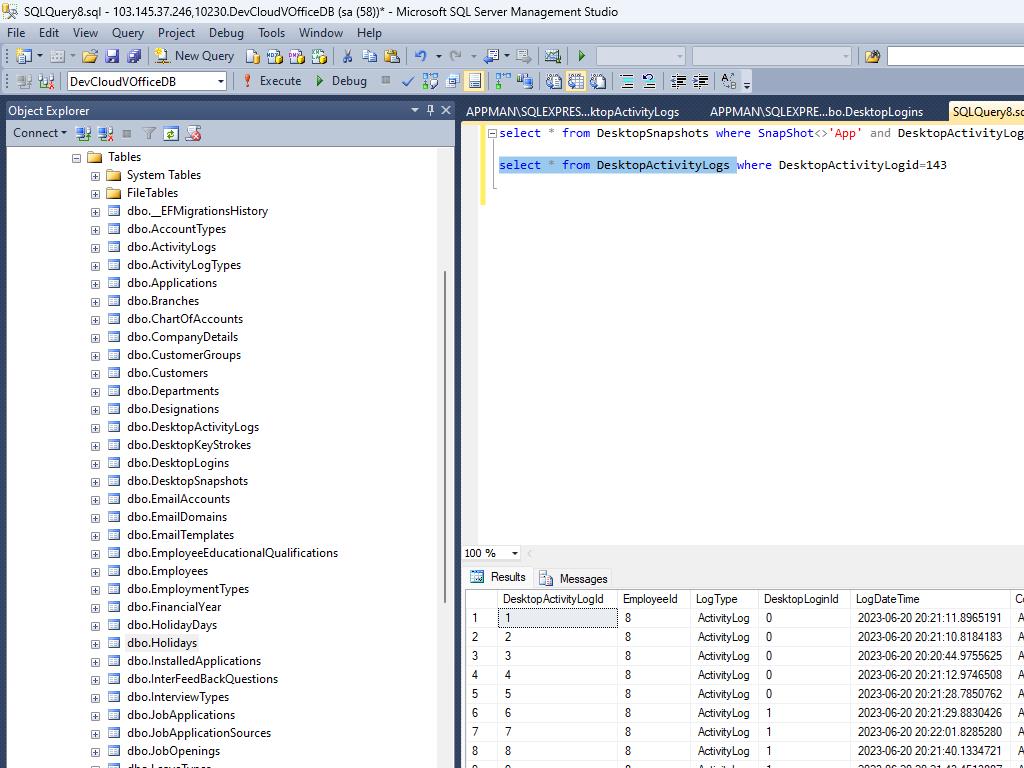 SQLQuery8.sql - 103.145.37.246,10230.DevCloudVOfficeDB (sa (58))* - Microsoft SQL Server Management Studio
File Edit View Query Project Debug Tools Window Help
New Query
DevCloudVOfficeDB Execute Debug
Object Explorer
APPMAN\SQLEXPRES...ktopActivityLogs APPMAN\SQLEXPRE...bo.DesktopLogins SQLQuery8.sq
Connect
select * from DesktopSnapshots where SnapShot<>'App' and DesktopActivityLog
select * from DesktopActivityLogs where DesktopActivityLogid=143
Tables
System Tables
FileTables
dbo.__EFMigrationsHistory
dbo.AccountTypes
dbo.ActivityLogs
dbo.ActivityLogTypes
dbo.Applications
dbo.Branches
dbo.ChartOfAccounts
dbo.CompanyDetails
dbo.CustomerGroups
dbo.Customers
dbo.Departments
dbo.Designations
dbo.DesktopActivityLogs
dbo.DesktopKeyStrokes
dbo.DesktopLogins
dbo.DesktopSnapshots
dbo.EmailAccounts
dbo.EmailDomains
dbo.EmailTemplates
dbo.EmployeeEducationalQualifications
dbo.Employees
dbo.EmploymentTypes
dbo.FinancialYear
dbo.HolidayDays
dbo.Holidays
dbo.InstalledApplications
dbo.InterFeedBackQuestions
dbo.InterviewTypes
dbo.JobApplications
dbo.JobApplicationSources
dbo.JobOpenings
100 %
Results Messages
DesktopActivityLogId EmployeeId LogType DesktopLoginId LogDateTime
1 1 8 ActivityLog 0 2023-06-20 20:21:11.8965191
2 2 8 ActivityLog 0 2023-06-20 20:21:10.8184183
3 3 8 ActivityLog 0 2023-06-20 20:20:44.9755625
4 4 8 ActivityLog 0 2023-06-20 20:21:12.9746508
5 5 8 ActivityLog 0 2023-06-20 20:21:28.7850762
6 6 8 ActivityLog 1 2023-06-20 20:21:29.8830426
7 7 8 ActivityLog 1 2023-06-20 20:22:01.8285280
8 8 8 ActivityLog 1 2023-06-20 20:21:40.1334721